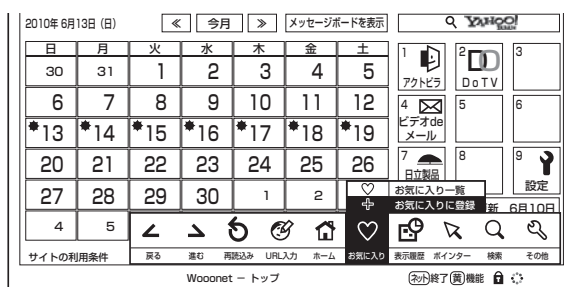 2010年 6月13日（日） ≪ 今月 ≫ メッセージボードを表示 YAHOO! JAPAN
日 月 火 水 木 金 土
30 31 1 2 3 4 5
6 7 8 9 10 11 12
13 14 15 16 17 18 19
20 21 22 23 24 25 26
27 28 29 30 1 2
4 5
サイトの利用条件
1 アクトビラ
2 DoTV
3
4 ビデオde
メール
5
6
7 日立製品
8
9 設定
お気に入り一覧
お気に入りに登録
新 6月10日
戻る 進む 再読込み URL入力 ホーム お気に入り 表示履歴 ポインター 検索 その他
Wooonet － トップ ネット終了 黄機能